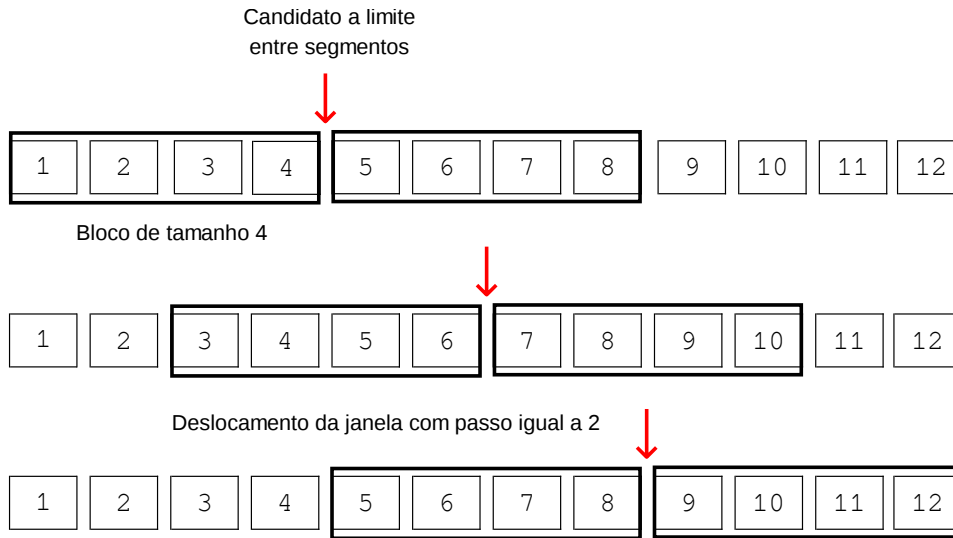 Candidato a limite
entre segmentos
1 2 3 4 5 6 7 8 9 10 11 12
Bloco de tamanho 4
1 2 3 4 5 6 7 8 9 10 11 12
Deslocamento da janela com passo igual a 2
1 2 3 4 5 6 7 8 9 10 11 12